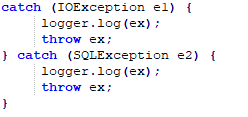 catch (IOException e1) {
    logger.log(ex);
    throw ex;
} catch (SQLException e2) {
    logger.log(ex);
    throw ex;
}